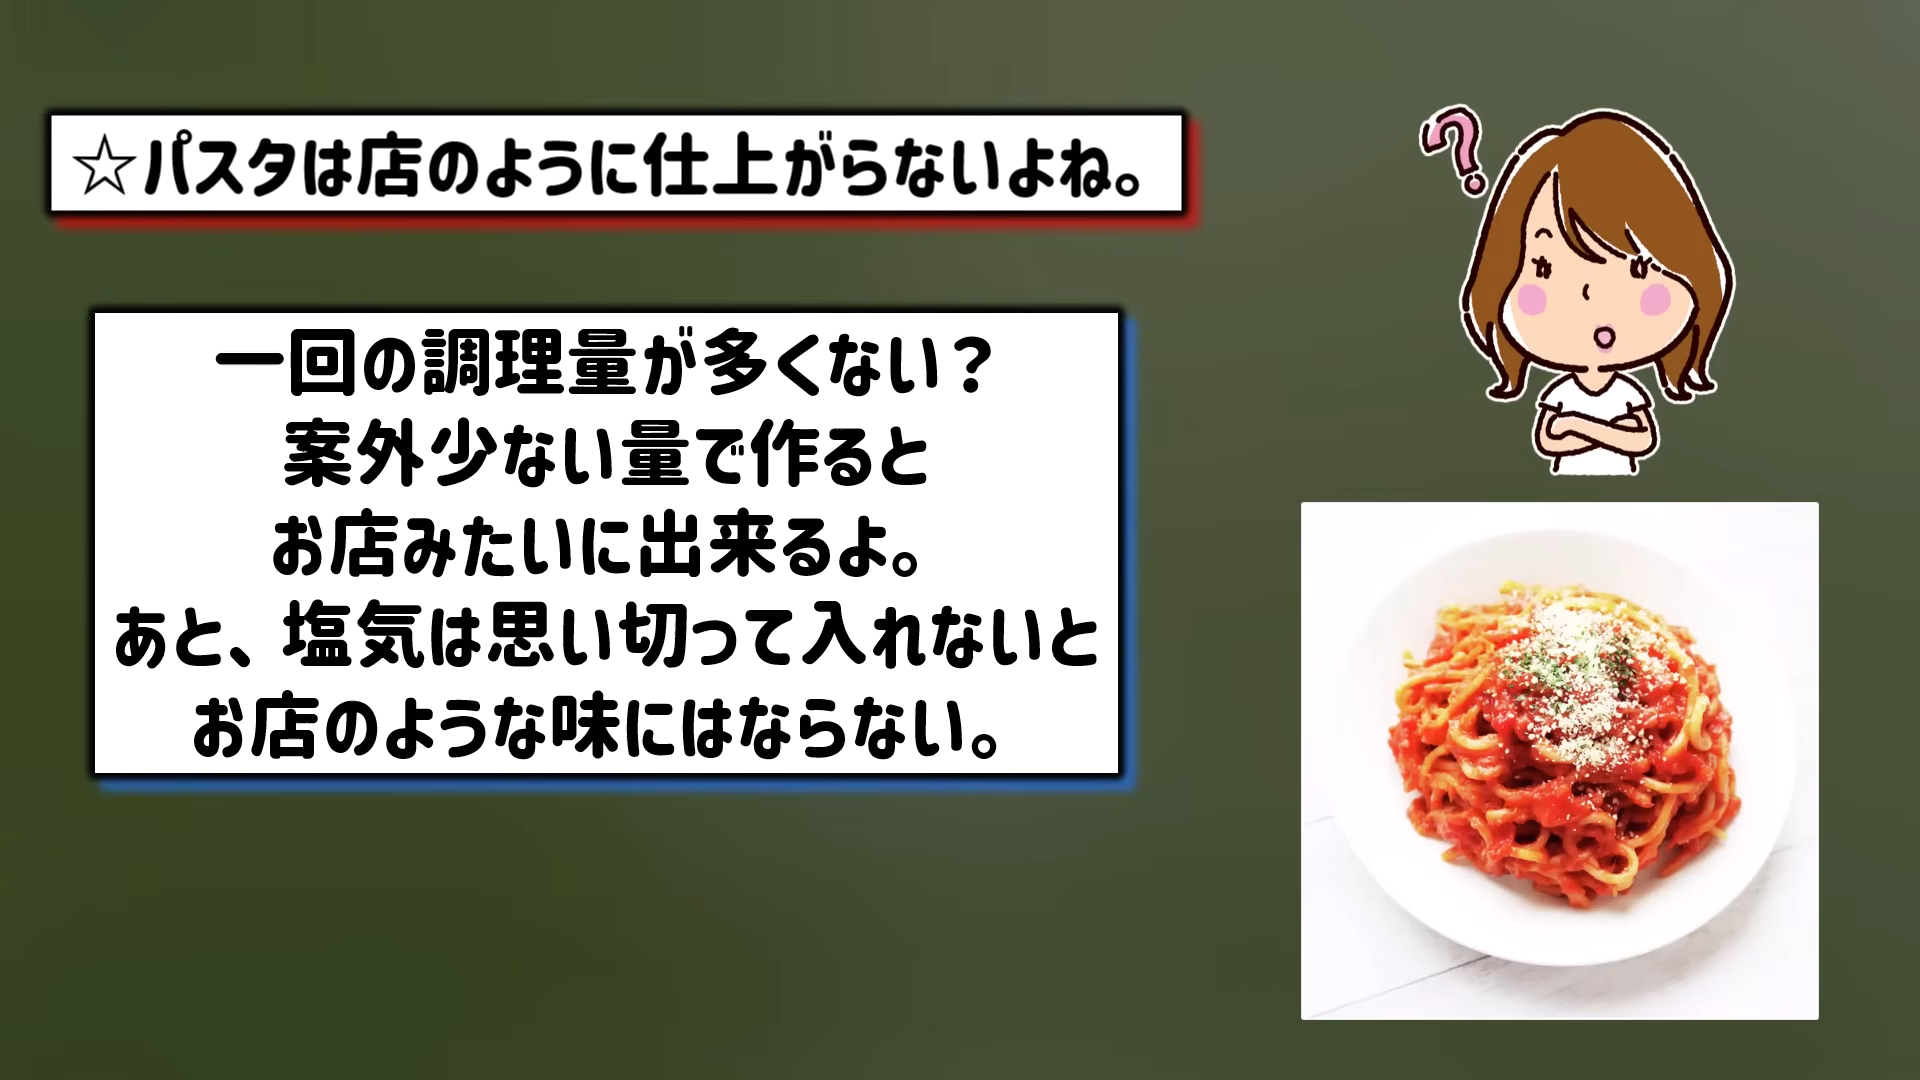 ☆パスタは店のように仕上がらないよね。
一回の調理量が多くない？
案外少ない量で作ると
お店みたいに出来るよ。
あと、塩気は思い切って入れないと
お店のような味にはならない。
?